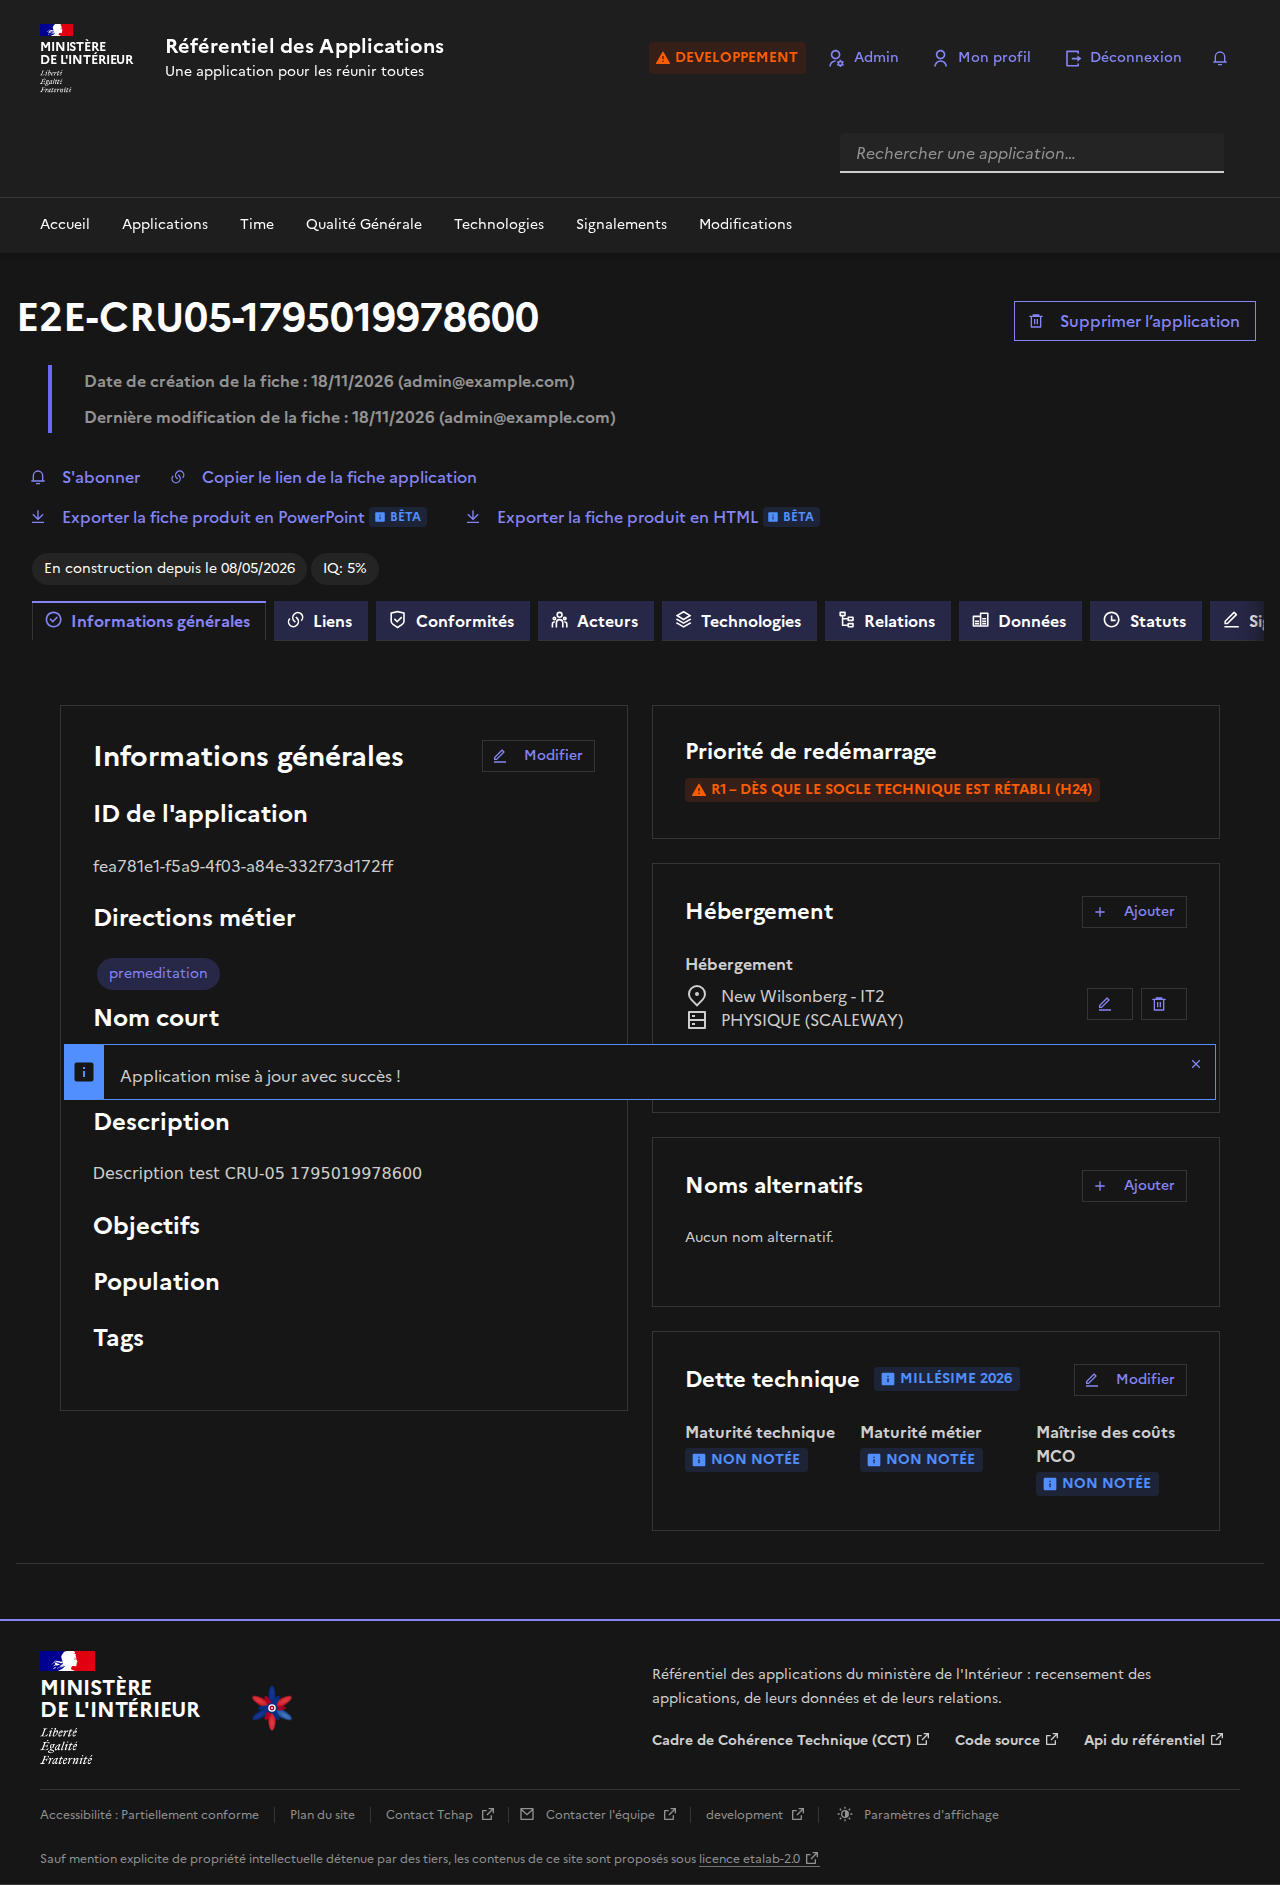 MINISTÈRE
DE L'INTÉRIEUR
Liberté
Égalité
Fraternité
Référentiel des Applications
Une application pour les réunir toutes
DEVELOPPEMENT
Admin
Mon profil
Déconnexion
Rechercher une application...
Accueil
Applications
Time
Qualité Générale
Technologies
Signalements
Modifications
E2E-CRU05-1795019978600
Supprimer l’application
Date de création de la fiche : 18/11/2026 (admin@example.com)
Dernière modification de la fiche : 18/11/2026 (admin@example.com)
S'abonner
Copier le lien de la fiche application
Exporter la fiche produit en PowerPoint BÊTA
Exporter la fiche produit en HTML BÊTA
En construction depuis le 08/05/2026
IQ: 5%
Informations générales
Liens
Conformités
Acteurs
Technologies
Relations
Données
Statuts
Informations générales
Modifier
ID de l'application
fea781e1-f5a9-4f03-a84e-332f73d172ff
Directions métier
premeditation
Nom court
Description
Description test CRU-05 1795019978600
Objectifs
Population
Tags
Priorité de redémarrage
R1 – DÈS QUE LE SOCLE TECHNIQUE EST RÉTABLI (H24)
Hébergement
Ajouter
Hébergement
New Wilsonberg - IT2
PHYSIQUE (SCALEWAY)
Application mise à jour avec succès !
Noms alternatifs
Ajouter
Aucun nom alternatif.
Dette technique
MILLÉSIME 2026
Modifier
Maturité technique
NON NOTÉE
Maturité métier
NON NOTÉE
Maîtrise des coûts
MCO
NON NOTÉE
MINISTÈRE
DE L'INTÉRIEUR
Liberté
Égalité
Fraternité
Référentiel des applications du ministère de l'Intérieur : recensement des
applications, de leurs données et de leurs relations.
Cadre de Cohérence Technique (CCT)
Code source
Api du référentiel
Accessibilité : Partiellement conforme
Plan du site
Contact Tchap
Contacter l'équipe
development
Paramètres d'affichage
Sauf mention explicite de propriété intellectuelle détenue par des tiers, les contenus de ce site sont proposés sous licence etalab-2.0